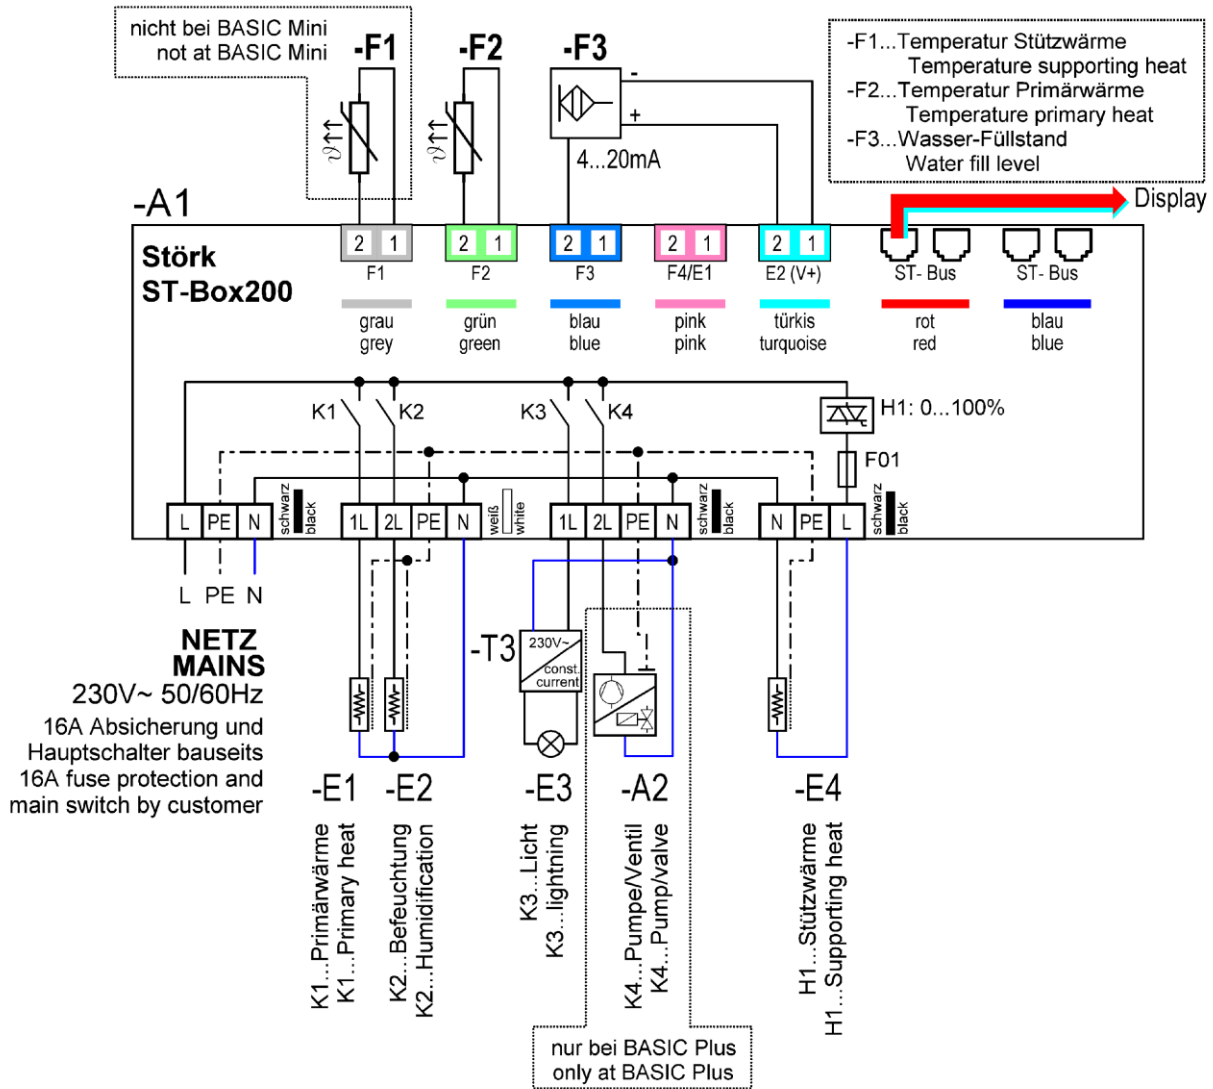 nicht bei BASIC Mini
not at BASIC Mini
-F1
-F2
-F3
-F1...Temperatur Stützwärme
Temperature supporting heat
-F2...Temperatur Primärwärme
Temperature primary heat
-F3...Wasser-Füllstand
Water fill level
ϑ↑↑
ϑ↑↑
-
+
4...20mA
-A1
Display
Störk
ST-Box200
2 1
2 1
2 1
2 1
2 1
F1
F2
F3
F4/E1
E2 (V+)
ST- Bus
ST- Bus
grau
grey
grün
green
blau
blue
pink
pink
türkis
turquoise
rot
red
blau
blue
K1
K2
K3
K4
H1: 0...100%
F01
L PE N
schwarz
black
1L 2L PE N
weiß
white
1L 2L PE N
schwarz
black
N PE L
schwarz
black
L PE N
NETZ
MAINS
230V~ 50/60Hz
16A Absicherung und
Hauptschalter bauseits
16A fuse protection and
main switch by customer
-T3
230V~
const.
current
-E1
-E2
-E3
-A2
-E4
K1...Primärwärme
K1...Primary heat
K2...Befeuchtung
K2...Humidification
K3...Licht
K3...lightning
K4...Pumpe/Ventil
K4...Pump/valve
H1...Stützwärme
H1...Supporting heat
nur bei BASIC Plus
only at BASIC Plus